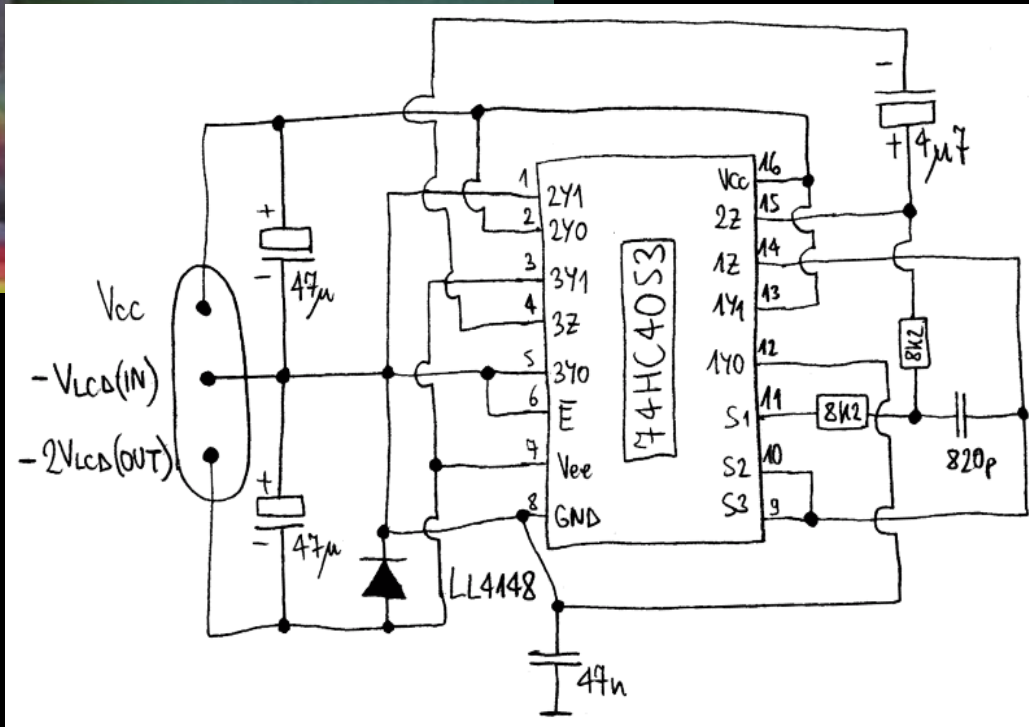 4µ7
+
-
Vcc
-VLCD(IN)
-2VLCD(OUT)
+
-
47µ
+
-
47µ
LL4148
47n
1
2
3
4
5
6
7
8
2Y1
2Y0
3Y1
3Z
3Y0
E
Vee
GND
74HC4053
Vcc
2Z
1Z
1Y1
1Y0
S1
S2
S3
16
15
14
13
12
11
10
9
8K2
8K2
820p